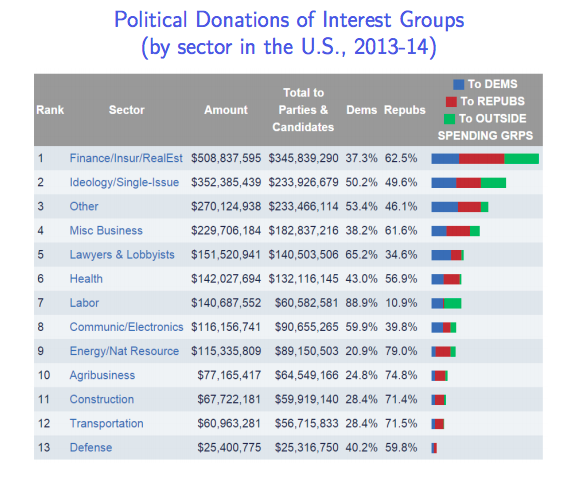 Political Donations of Interest Groups
(by sector in the U.S., 2013-14)
Rank Sector Amount Total to Parties & Candidates Dems Repubs To DEMS To REPUBS To OUTSIDE SPENDING GRPS
1 Finance/Insur/RealEst $508,837,595 $345,839,290 37.3% 62.5%
2 Ideology/Single-Issue $352,385,439 $233,926,679 50.2% 49.6%
3 Other $270,124,938 $233,466,114 53.4% 46.1%
4 Misc Business $229,706,184 $182,837,216 38.2% 61.6%
5 Lawyers & Lobbyists $151,520,941 $140,503,506 65.2% 34.6%
6 Health $142,027,694 $132,116,145 43.0% 56.9%
7 Labor $140,687,552 $60,582,581 88.9% 10.9%
8 Communic/Electronics $116,156,741 $90,655,265 59.9% 39.8%
9 Energy/Nat Resource $115,335,809 $89,150,503 20.9% 79.0%
10 Agribusiness $77,165,417 $64,549,166 24.8% 74.8%
11 Construction $67,722,181 $59,919,140 28.4% 71.4%
12 Transportation $60,963,281 $56,715,833 28.4% 71.5%
13 Defense $25,400,775 $25,316,750 40.2% 59.8%